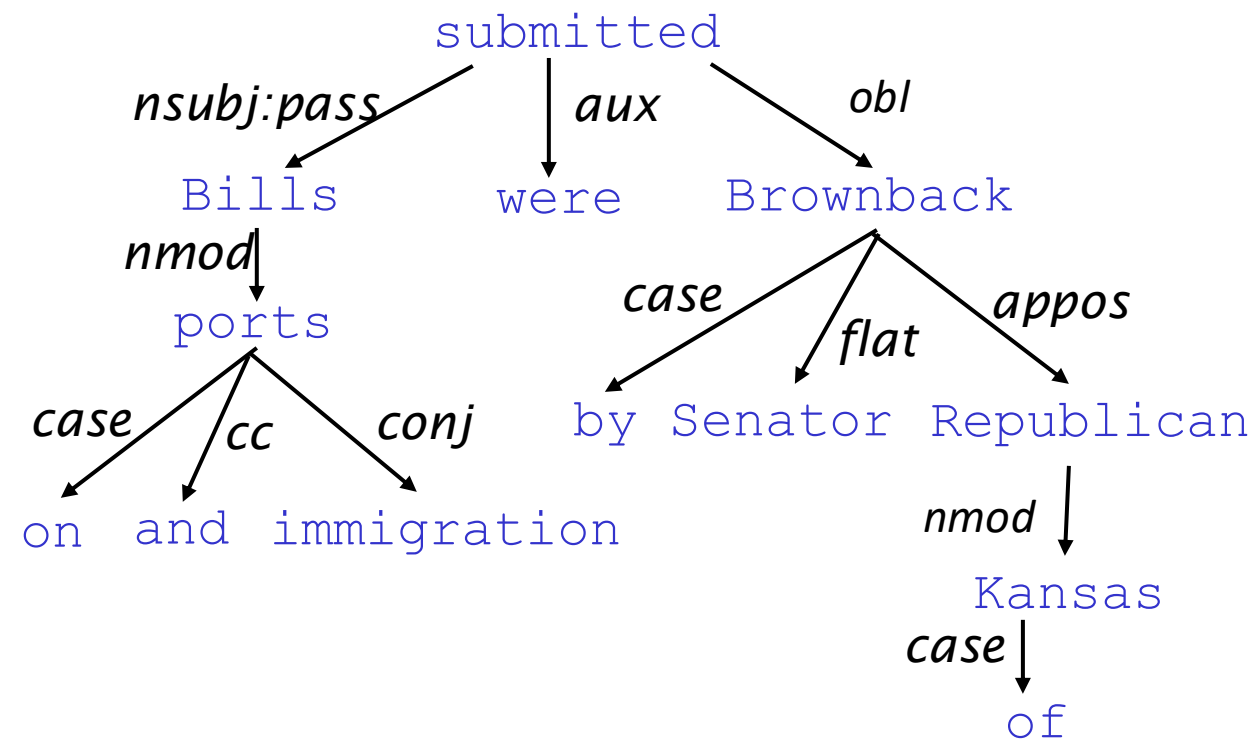 submitted
nsubj:pass aux obl
Bills were Brownback
nmod case flat appos
ports
case cc conj by Senator Republican
on and immigration nmod
Kansas
case
of